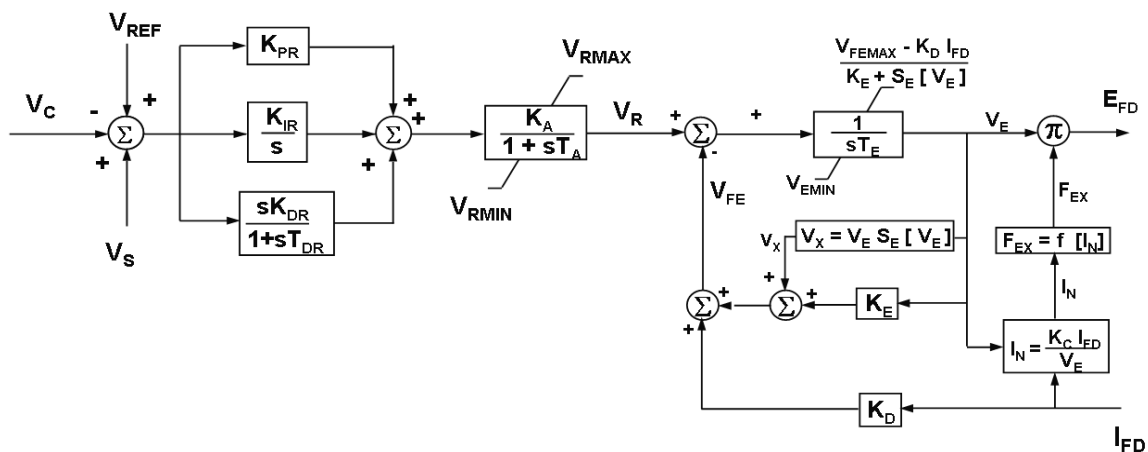 V_REF
V_C
-
+
Σ
+
V_S
K_PR
K_IR
s
sK_DR
1+sT_DR
+
+
+
Σ
V_RMAX
K_A
1 + sT_A
V_RMIN
V_R
+
Σ
-
+
V_FE
V_FEMAX - K_D I_FD
K_E + S_E [ V_E ]
1
sT_E
V_EMIN
V_E
π
E_FD
F_EX
F_EX = f [I_N]
I_N
V_X
V_X = V_E S_E [ V_E ]
+
Σ
+
K_E
+
Σ
+
I_N = K_C I_FD
V_E
K_D
I_FD